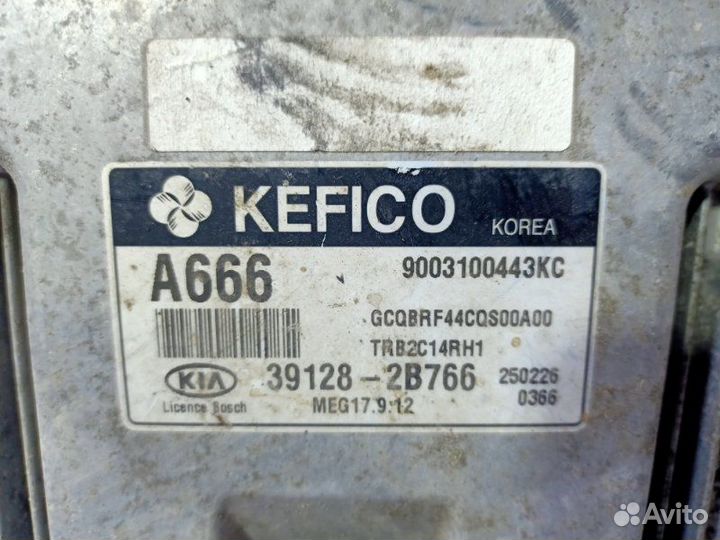 KEFICO KOREA
A666 9003100443KC
GCQBRF44CQS00A00
TRB2C14RH1
KIA 39128-2B766 250226
Licence Bosch MEG17.9.12 0366
Avito